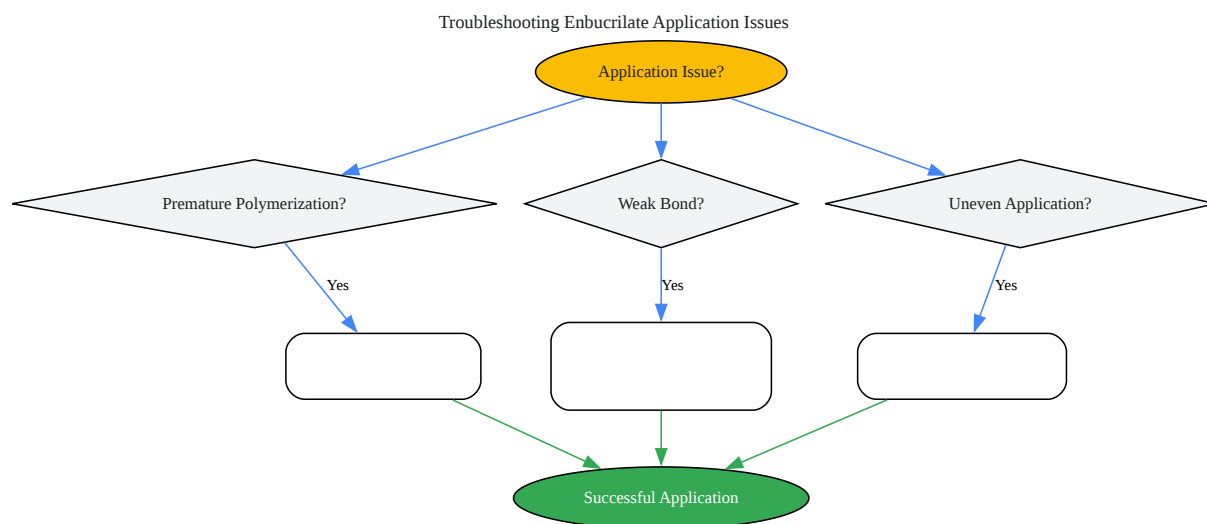 Troubleshooting Enbucrilate Application Issues
Application Issue?
Premature Polymerization?
Weak Bond?
Uneven Application?
Yes
Yes
Yes
Successful Application